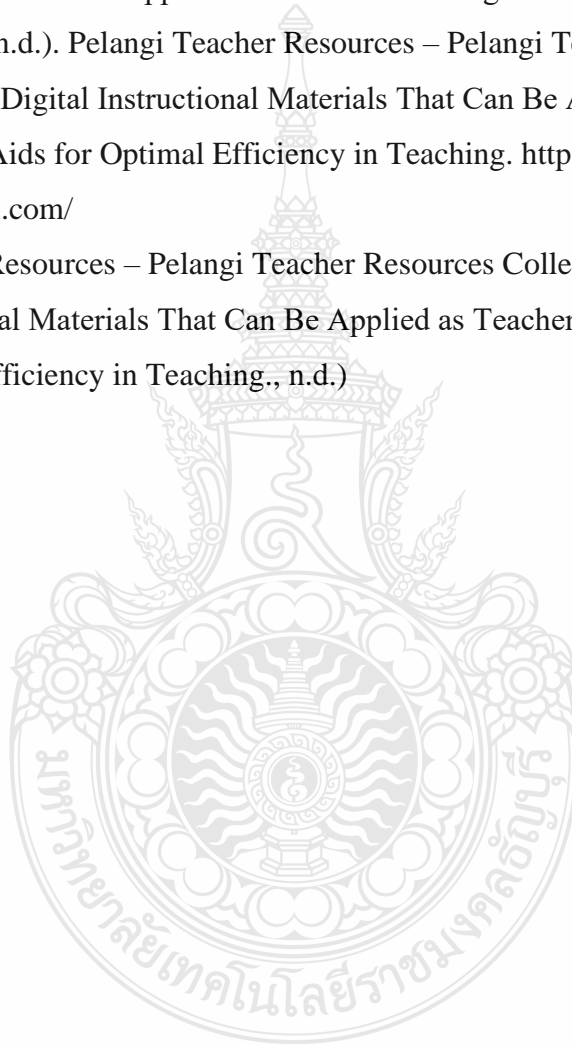 n.d.). Pelangi Teacher Resources – Pelangi Te
Digital Instructional Materials That Can Be A
Aids for Optimal Efficiency in Teaching. http
.com/
Resources – Pelangi Teacher Resources Colle
al Materials That Can Be Applied as Teacher
fficiency in Teaching., n.d.)
มหาวิทยาลัยเทคโนโลยีราชมงคลธัญบุรี